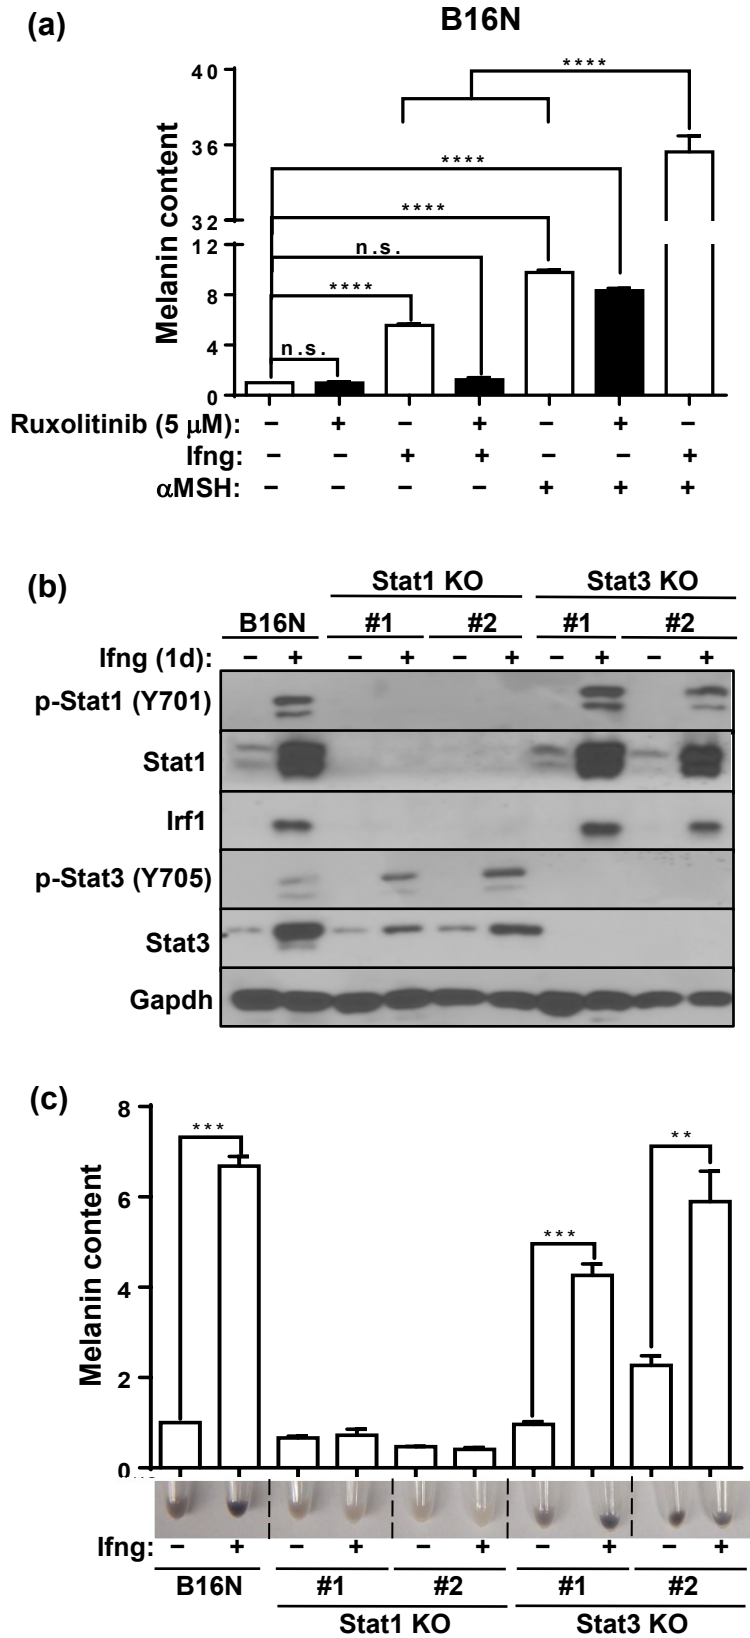 (a)
B16N
Melanin content
40
36
32
12
8
4
0
****
****
****
n.s.
****
n.s.
Ruxolitinib (5 μM): – + – + – + –
Ifng: – – + + – – +
αMSH: – – – – + + +
(b)
Stat1 KO Stat3 KO
B16N #1 #2 #1 #2
Ifng (1d): – + – + – + – + – +
p-Stat1 (Y701)
Stat1
Irf1
p-Stat3 (Y705)
Stat3
Gapdh
(c)
Melanin content
8
6
4
2
0
***
***
**
Ifng: – + – + – + – + – +
B16N #1 #2 #1 #2
Stat1 KO Stat3 KO